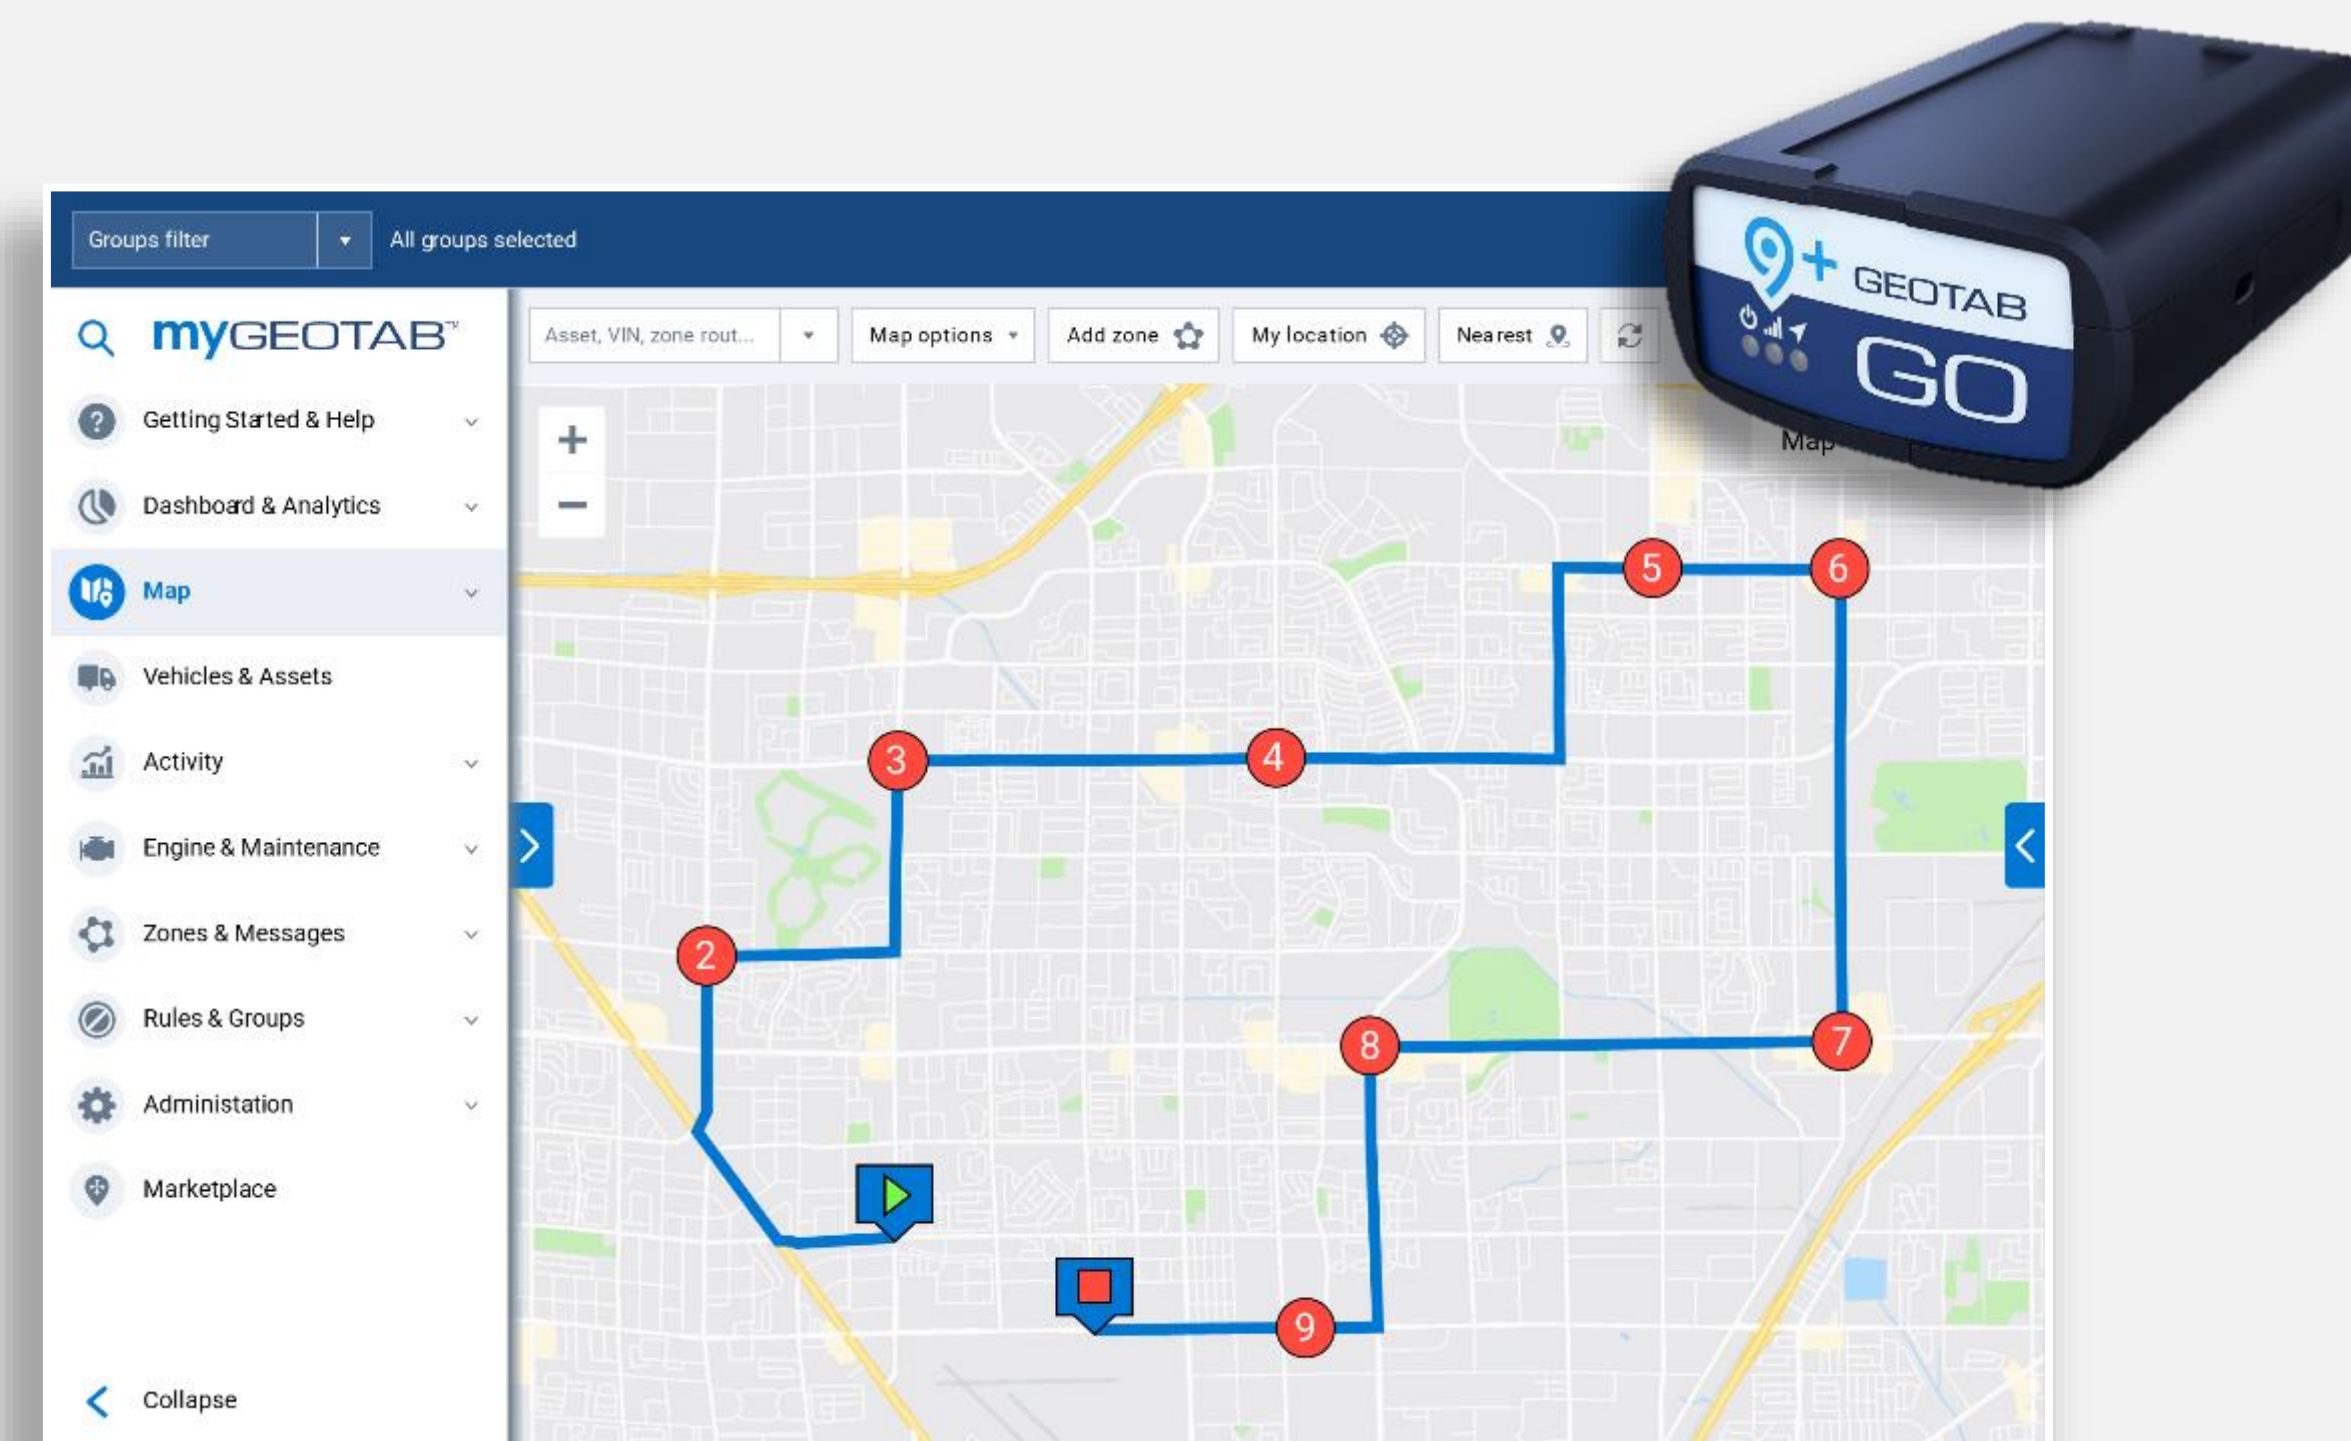 Groups filter
All groups selected
9+ GEOTAB
GO
myGEOTAB™
Asset, VIN, zone rout...
Map options
Add zone
My location
Nearest
Getting Started & Help
Dashboard & Analytics
Map
Vehicles & Assets
Activity
Engine & Maintenance
Zones & Messages
Rules & Groups
Administation
Marketplace
Collapse
+
−
Map
5
6
3
4
2
8
7
9